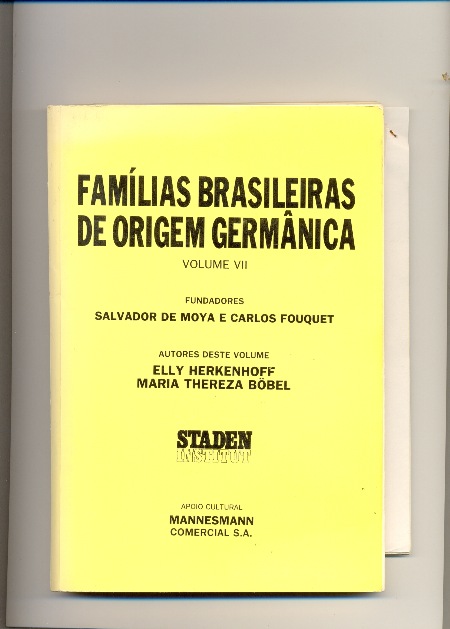 FAMÍLIAS BRASILEIRAS
DE ORIGEM GERMÂNICA
VOLUME VII
FUNDADORES
SALVADOR DE MOYA E CARLOS FOUQUET
AUTORES DESTE VOLUME
ELLY HERKENHOFF
MARIA THEREZA BÖBEL
STADEN
INSTITUT
APOIO CULTURAL
MANNESMANN
COMERCIAL S.A.